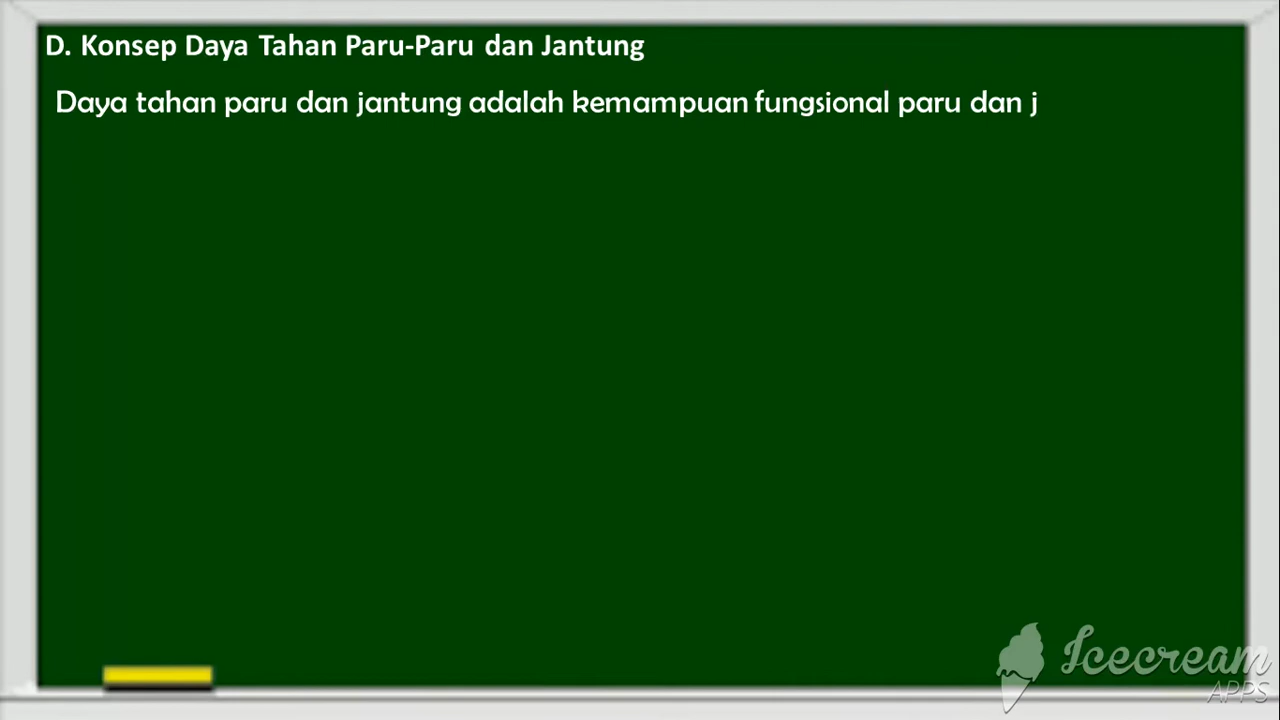 D. Konsep Daya Tahan Paru-Paru dan Jantung
Daya tahan paru dan jantung adalah kemampuan fungsional paru dan j
Icecream
APPS